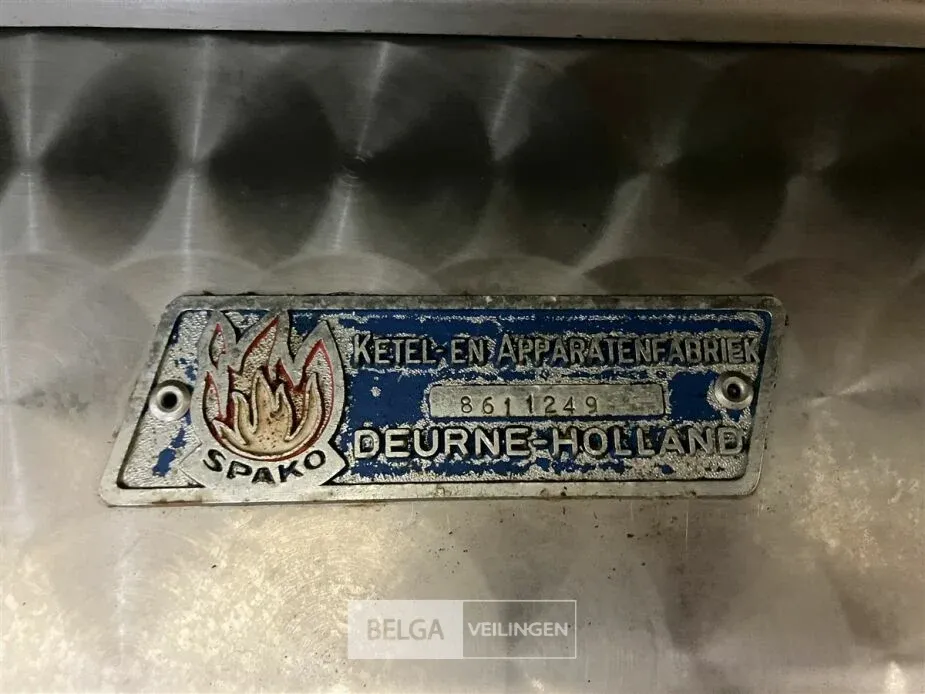 KETEL- EN APPARATENFABRIEK
8611249
SPAKO
DEURNE-HOLLAND
BELGA VEILINGEN